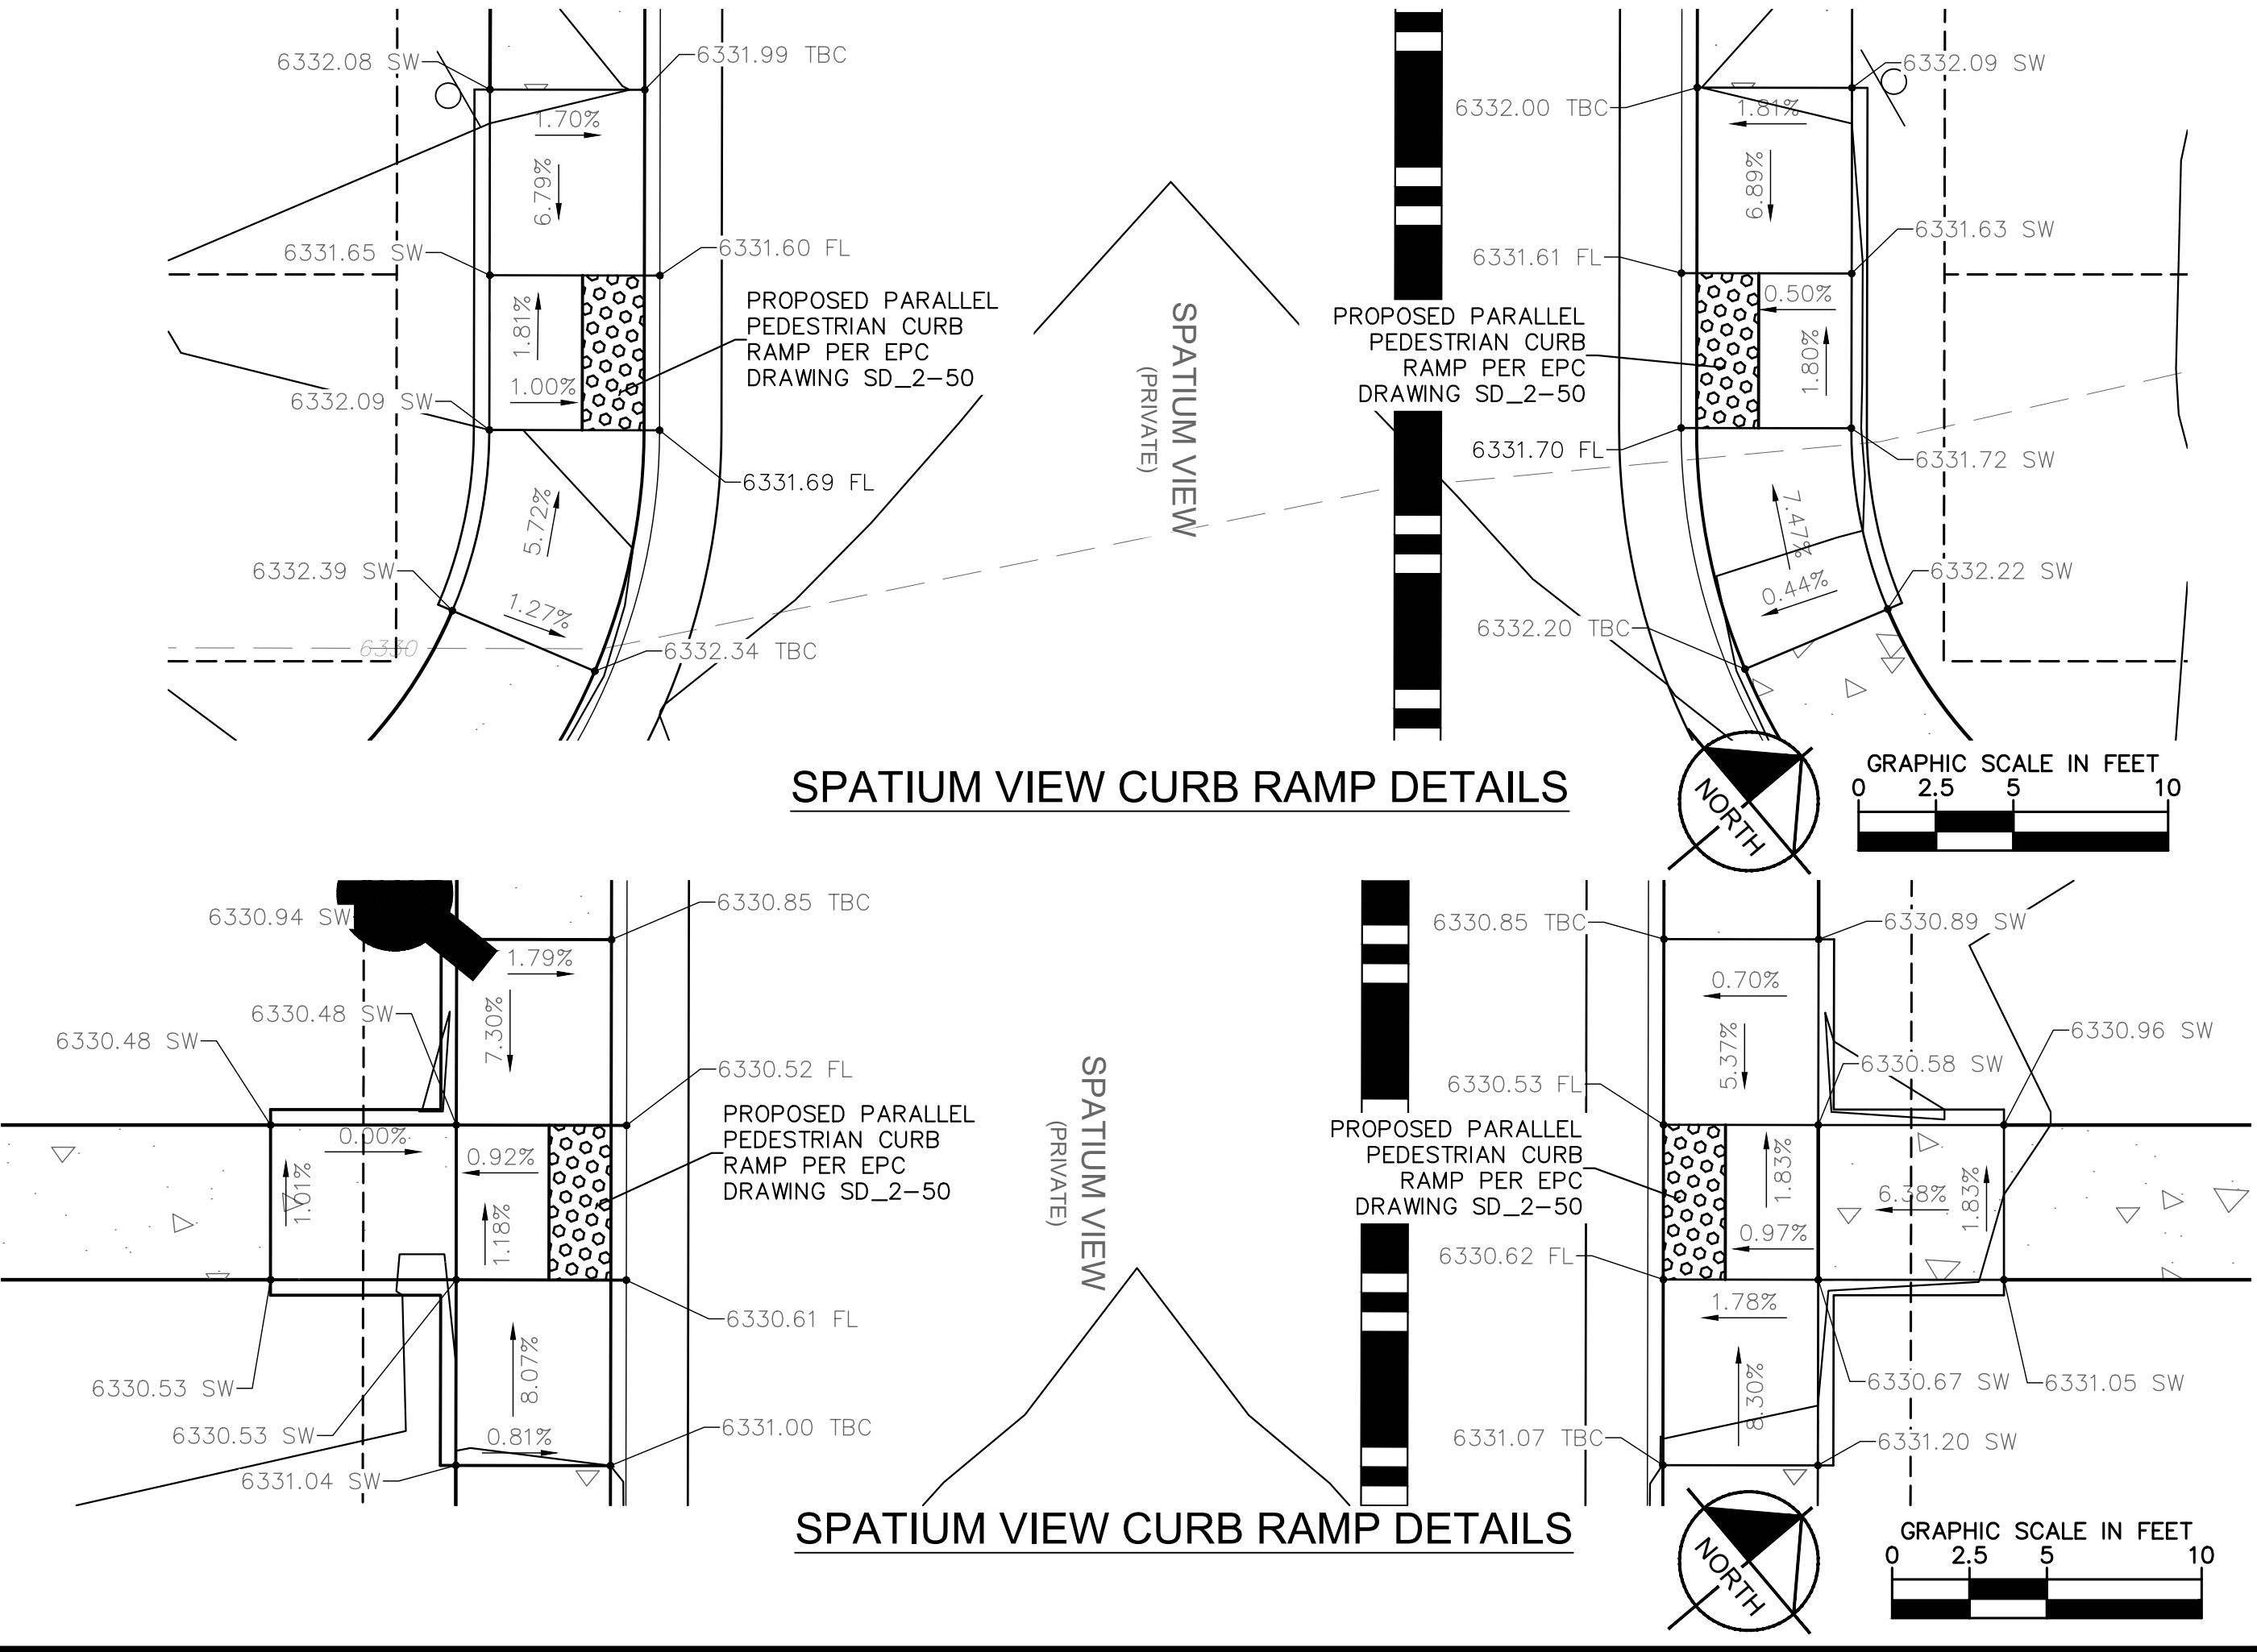 6332.08 SW
6331.99 TBC
1.70%
6.79%
6331.65 SW
6331.60 FL
PROPOSED PARALLEL
PEDESTRIAN CURB
RAMP PER EPC
DRAWING SD_2-50
1.81%
1.00%
6332.09 SW
6331.69 FL
5.72%
6332.39 SW
1.27%
6330
6332.34 TBC
SPATIUM VIEW
(PRIVATE)
6332.09 SW
6332.00 TBC
1.81%
6.89%
6331.63 SW
6331.61 FL
0.50%
PROPOSED PARALLEL
PEDESTRIAN CURB
RAMP PER EPC
DRAWING SD_2-50
1.80%
6331.70 FL
6331.72 SW
7.47%
0.44%
6332.22 SW
6332.20 TBC
SPATIUM VIEW CURB RAMP DETAILS
NORTH
GRAPHIC SCALE IN FEET
0 2.5 5 10
6330.94 SW
6330.85 TBC
1.79%
7.30%
6330.48 SW
6330.48 SW
6330.52 FL
PROPOSED PARALLEL
PEDESTRIAN CURB
RAMP PER EPC
DRAWING SD_2-50
0.00%
0.92%
1.01%
1.18%
6330.61 FL
8.07%
6330.53 SW
6330.53 SW
0.81%
6331.00 TBC
6331.04 SW
SPATIUM VIEW
(PRIVATE)
6330.85 TBC
6330.89 SW
0.70%
5.37%
6330.96 SW
6330.58 SW
6330.53 FL
PROPOSED PARALLEL
PEDESTRIAN CURB
RAMP PER EPC
DRAWING SD_2-50
1.83%
6.38%
1.83%
0.97%
6330.62 FL
1.78%
8.30%
6330.67 SW
6331.05 SW
6331.07 TBC
6331.20 SW
SPATIUM VIEW CURB RAMP DETAILS
NORTH
GRAPHIC SCALE IN FEET
0 2.5 5 10